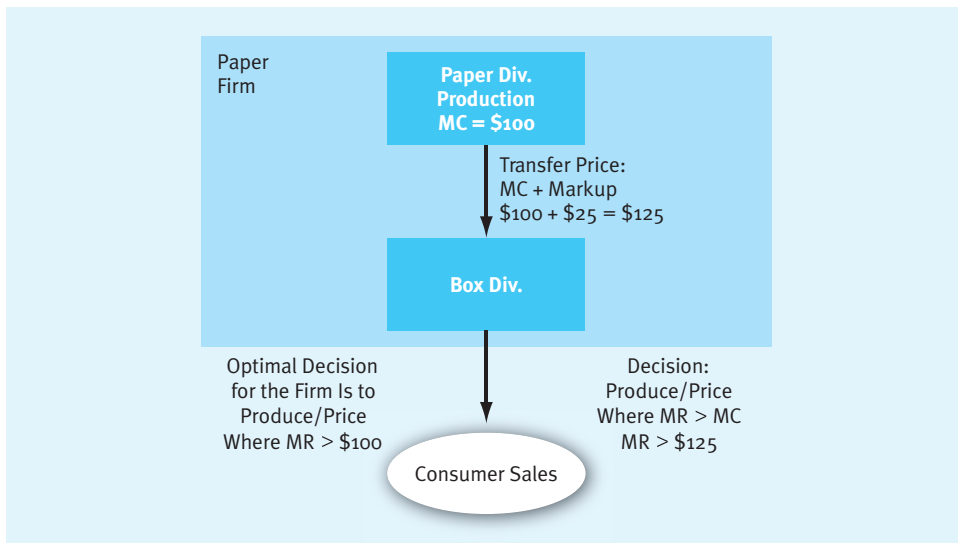 Paper
Firm
Paper Div.
Production
MC = $100
Transfer Price:
MC + Markup
$100 + $25 = $125
Box Div.
Optimal Decision
for the Firm Is to
Produce/Price
Where MR > $100
Decision:
Produce/Price
Where MR > MC
MR > $125
Consumer Sales